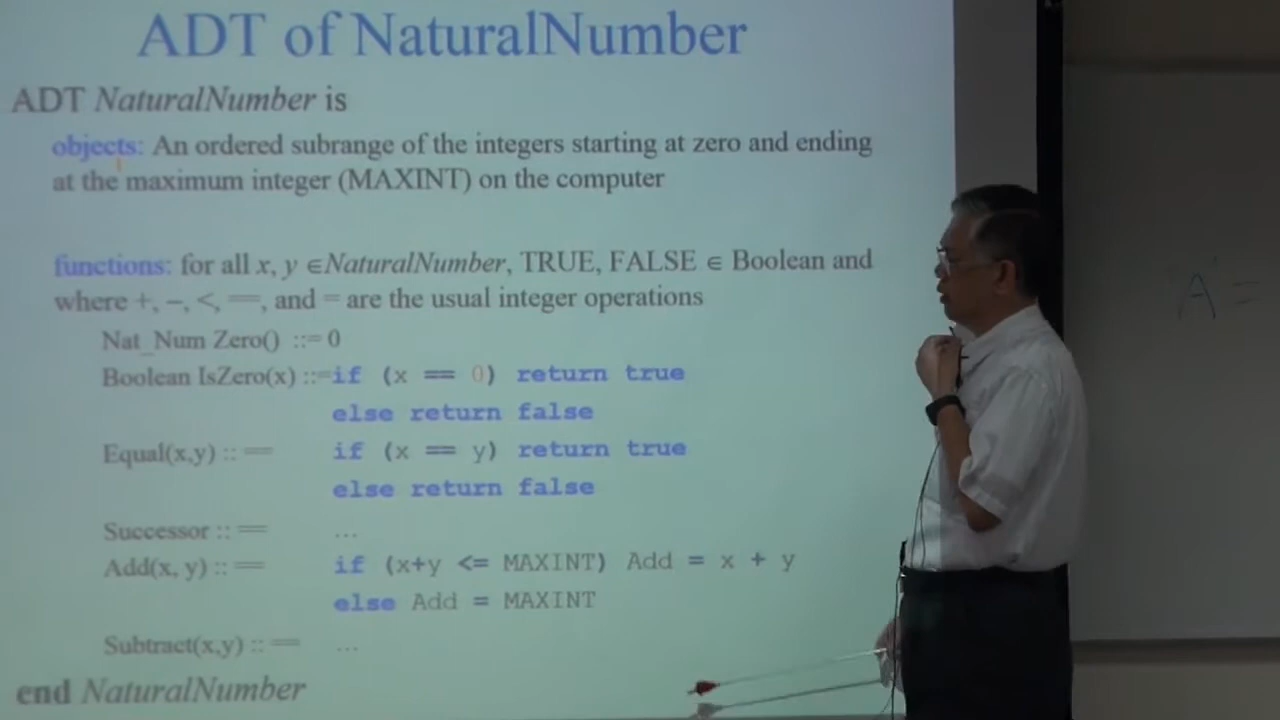 ADT of NaturalNumber
ADT NaturalNumber is
objects: An ordered subrange of the integers starting at zero and ending
at the maximum integer (MAXINT) on the computer
functions: for all x, y ∈NaturalNumber, TRUE, FALSE ∈ Boolean and
where +, −, <, ==, and = are the usual integer operations
Nat_Num Zero() ::= 0
Boolean IsZero(x) ::=if (x == 0) return true
else return false
Equal(x,y) :: == if (x == y) return true
else return false
Successor :: == ...
Add(x, y) :: == if (x+y <= MAXINT) Add = x + y
else Add = MAXINT
Subtract(x,y) :: == ...
end NaturalNumber
A =